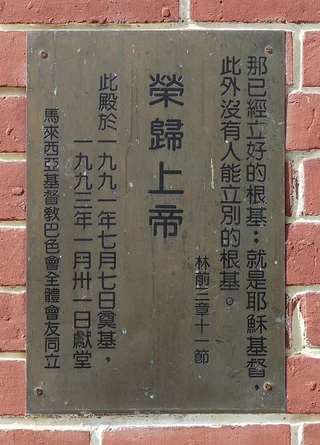 那已經立好的根基：就是耶穌基督，
此外沒有人能立別的根基。
林前三章十一節
榮歸上帝
此殿於一九九一年七月七日奠基，
一九九三年一月卅一日獻堂
馬來西亞基督教巴色會全體會友同立